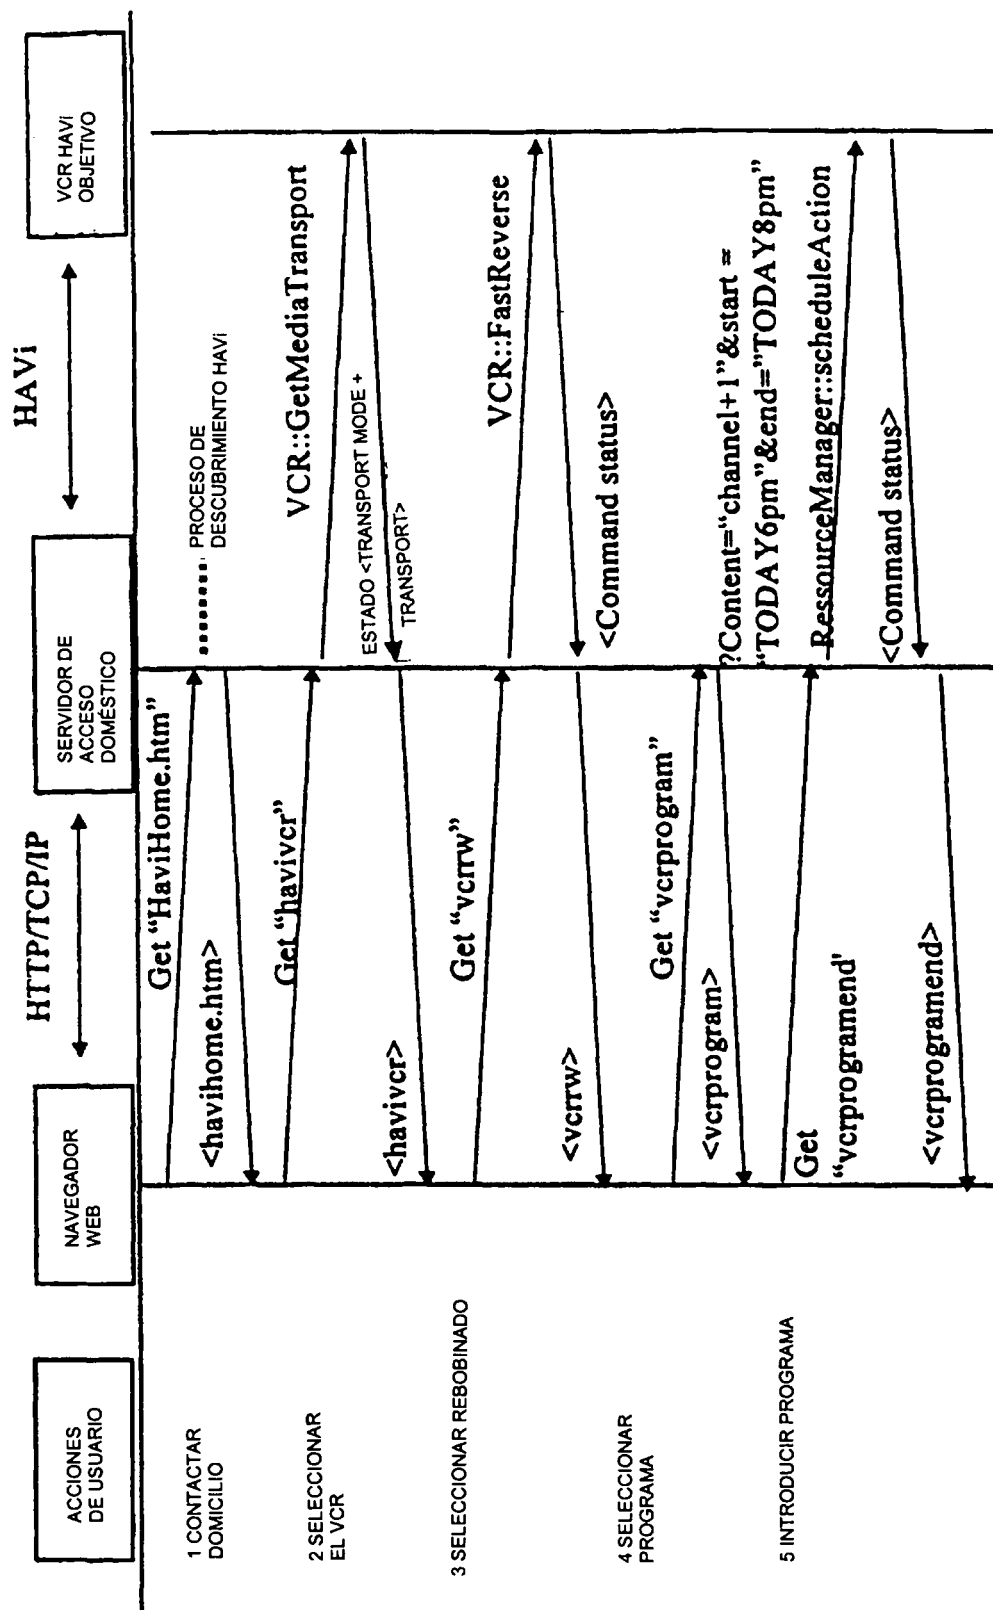 HTTP/TCP/IP
HAVi
ACCIONES
DE USUARIO
NAVEGADOR
WEB
SERVIDOR DE
ACCESO
DOMÉSTICO
VCR HAVI
OBJETIVO
1 CONTACTAR
DOMICILIO
Get “HaviHome.htm”
PROCESO DE
DESCUBRIMIENTO HAVi
<havihome.htm>
2 SELECCIONAR
EL VCR
Get “havivcr”
VCR::GetMediaTransport
ESTADO <TRANSPORT MODE +
TRANSPORT>
<havivcr>
3 SELECCIONAR REBOBINADO
Get “vcrrw”
VCR::FastReverse
<Command status>
<vcrrw>
4 SELECCIONAR
PROGRAMA
Get “vcrprogram”
<vcrprogram>
?Content=“channel+1”&start =
“TODAY6pm”&end=”TODAY8pm”
5 INTRODUCIR PROGRAMA
Get
“vcrprogramend'
RessourceManager::scheduleAction
<Command status>
<vcrprogramend>